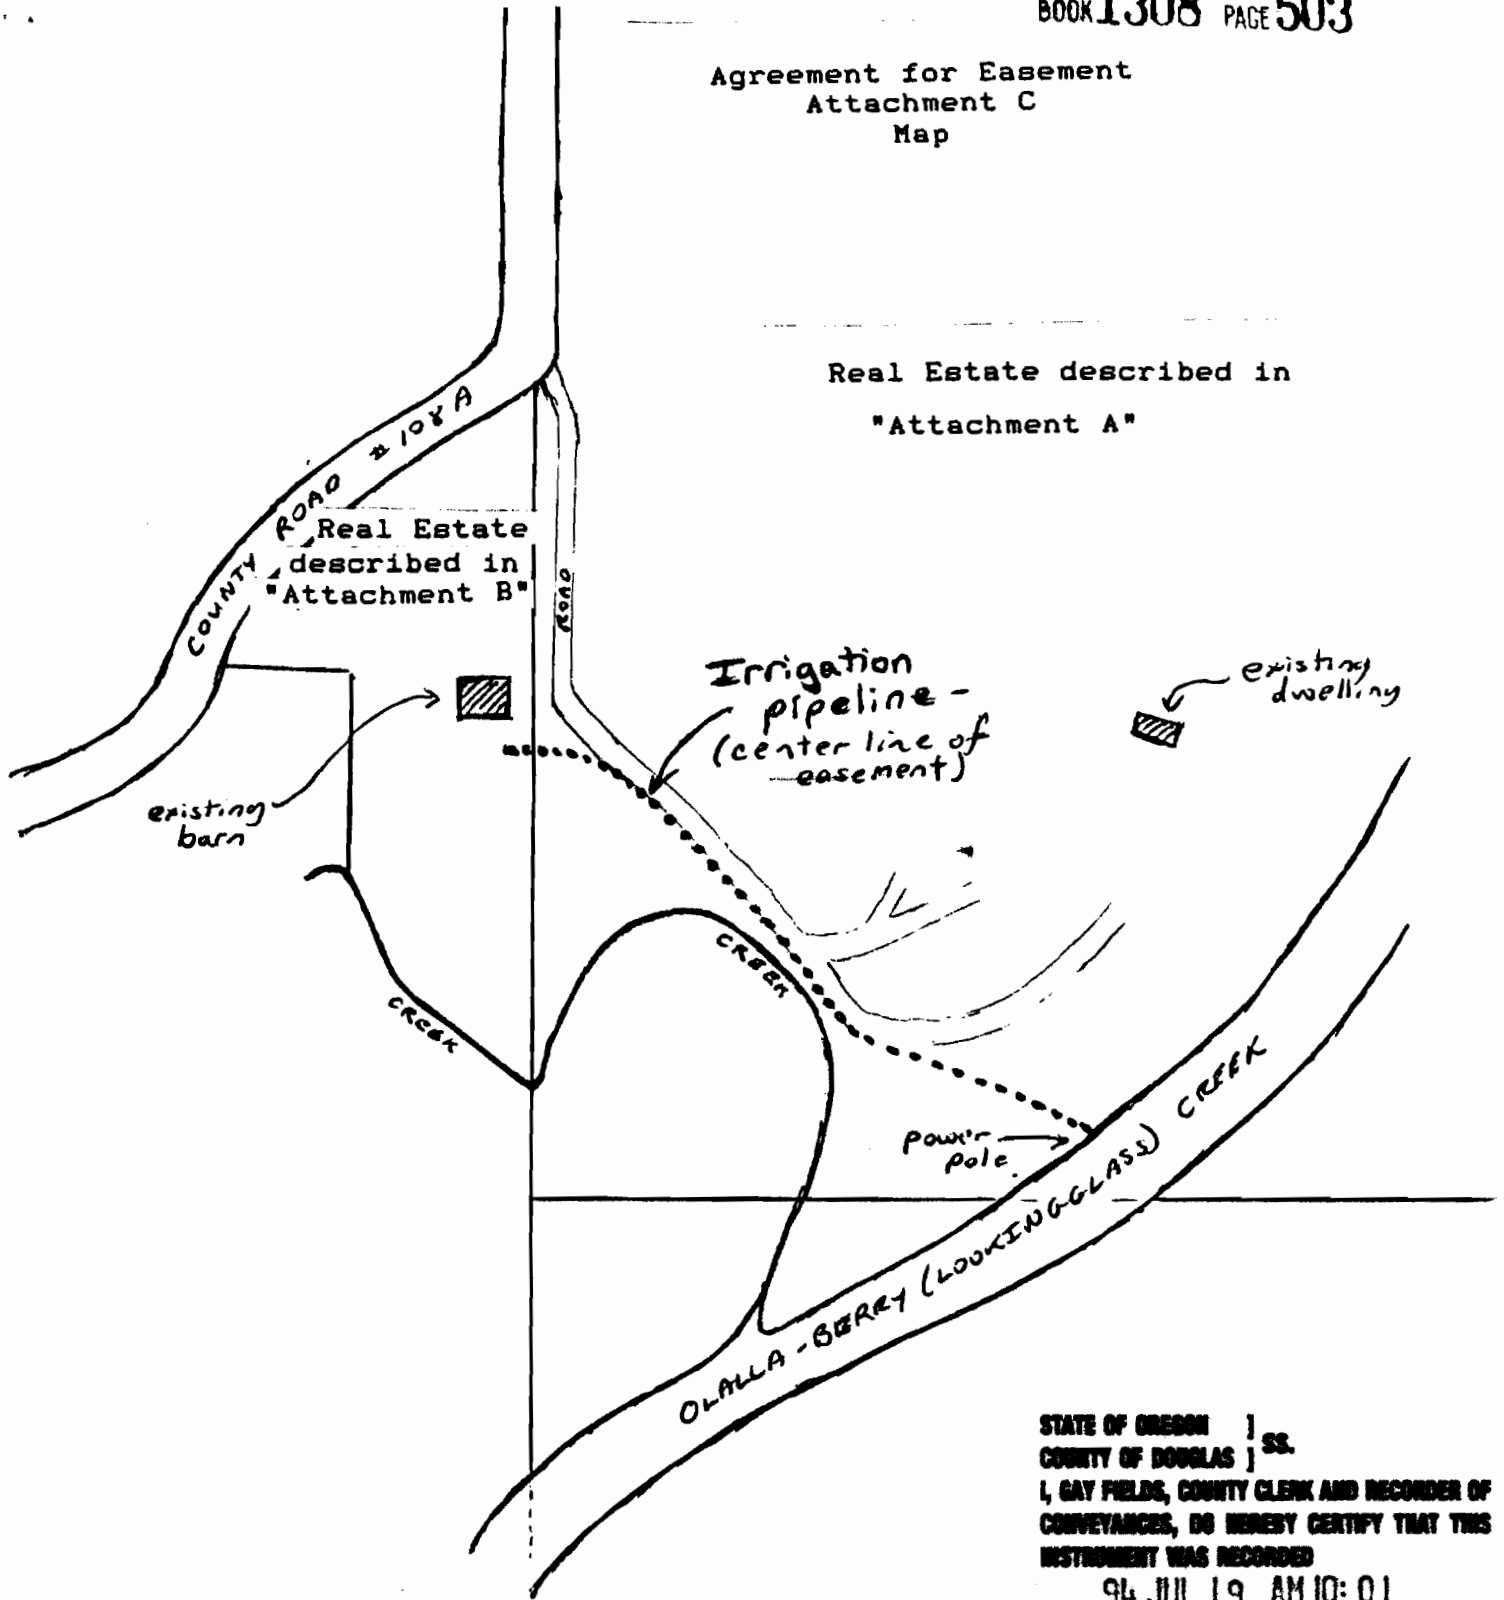 BOOK 1308 PAGE 503
Agreement for Easement
Attachment C
Map
Real Estate described in
"Attachment A"
COUNTY ROAD # 108 A
Real Estate
described in
"Attachment B"
ROAD
Irrigation
pipeline -
(center line of
easement)
existing
dwelling
existing
barn
CREEK
CREEK
power
pole
OLALLA-BERRY (LOOKINGGLASS) CREEK
STATE OF OREGON ]
COUNTY OF DOUGLAS ] SS.
I, GAY FIELDS, COUNTY CLERK AND RECORDER OF
CONVEYANCES, DO HEREBY CERTIFY THAT THIS
INSTRUMENT WAS RECORDED
94 JUL 19 AM 10:01